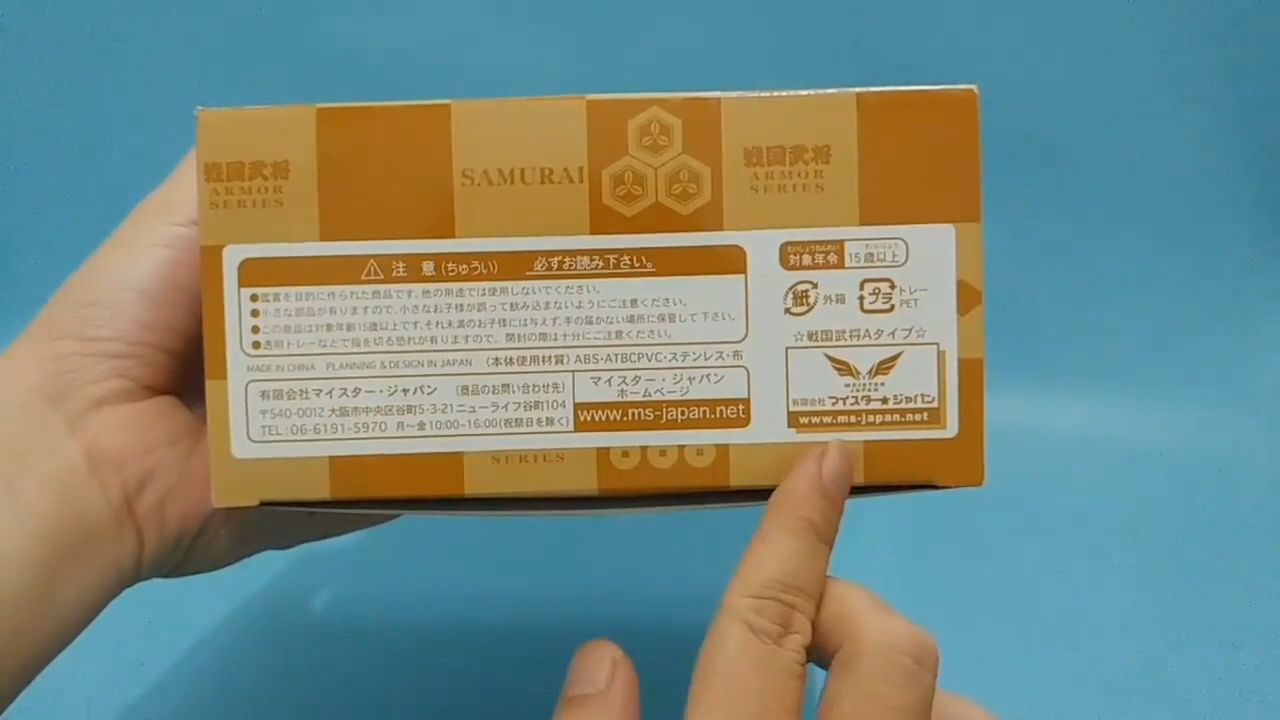 戦国武将
ARMOR
SERIES
SAMURAI
戦国武将
ARMOR
SERIES
注 意(ちゅうい) 必ずお読み下さい。
●鑑賞を目的に作られた商品です。他の用途では使用しないでください。
●小さな部品が有りますので、小さなお子様が誤って飲み込まないようにご注意ください。
●この商品は対象年齢15歳以上です。それ未満のお子様には与えず、手の届かない場所に保管して下さい。
●透明トレーなどで指を切る恐れが有りますので、開封の際は十分にご注意ください。
MADE IN CHINA PLANNING & DESIGN IN JAPAN 〈本体使用材質〉ABS・ATBCPVC・ステンレス・布
有限会社マイスター・ジャパン (商品のお問い合わせ先)
〒540-0012 大阪市中央区谷町5-3-21ニューライフ谷町104
TEL:06-6191-5970 月〜金10:00~16:00(祝祭日を除く)
マイスター・ジャパン
ホームページ
www.ms-japan.net
たいしょうねんれい
対象年令
さいいじょう
15歳以上
紙 外箱
プラ トレー
PET
☆戦国武将Aタイプ☆
MEISTER
JAPAN
有限会社マイスター★ジャパン
www.ms-japan.net
SERIES